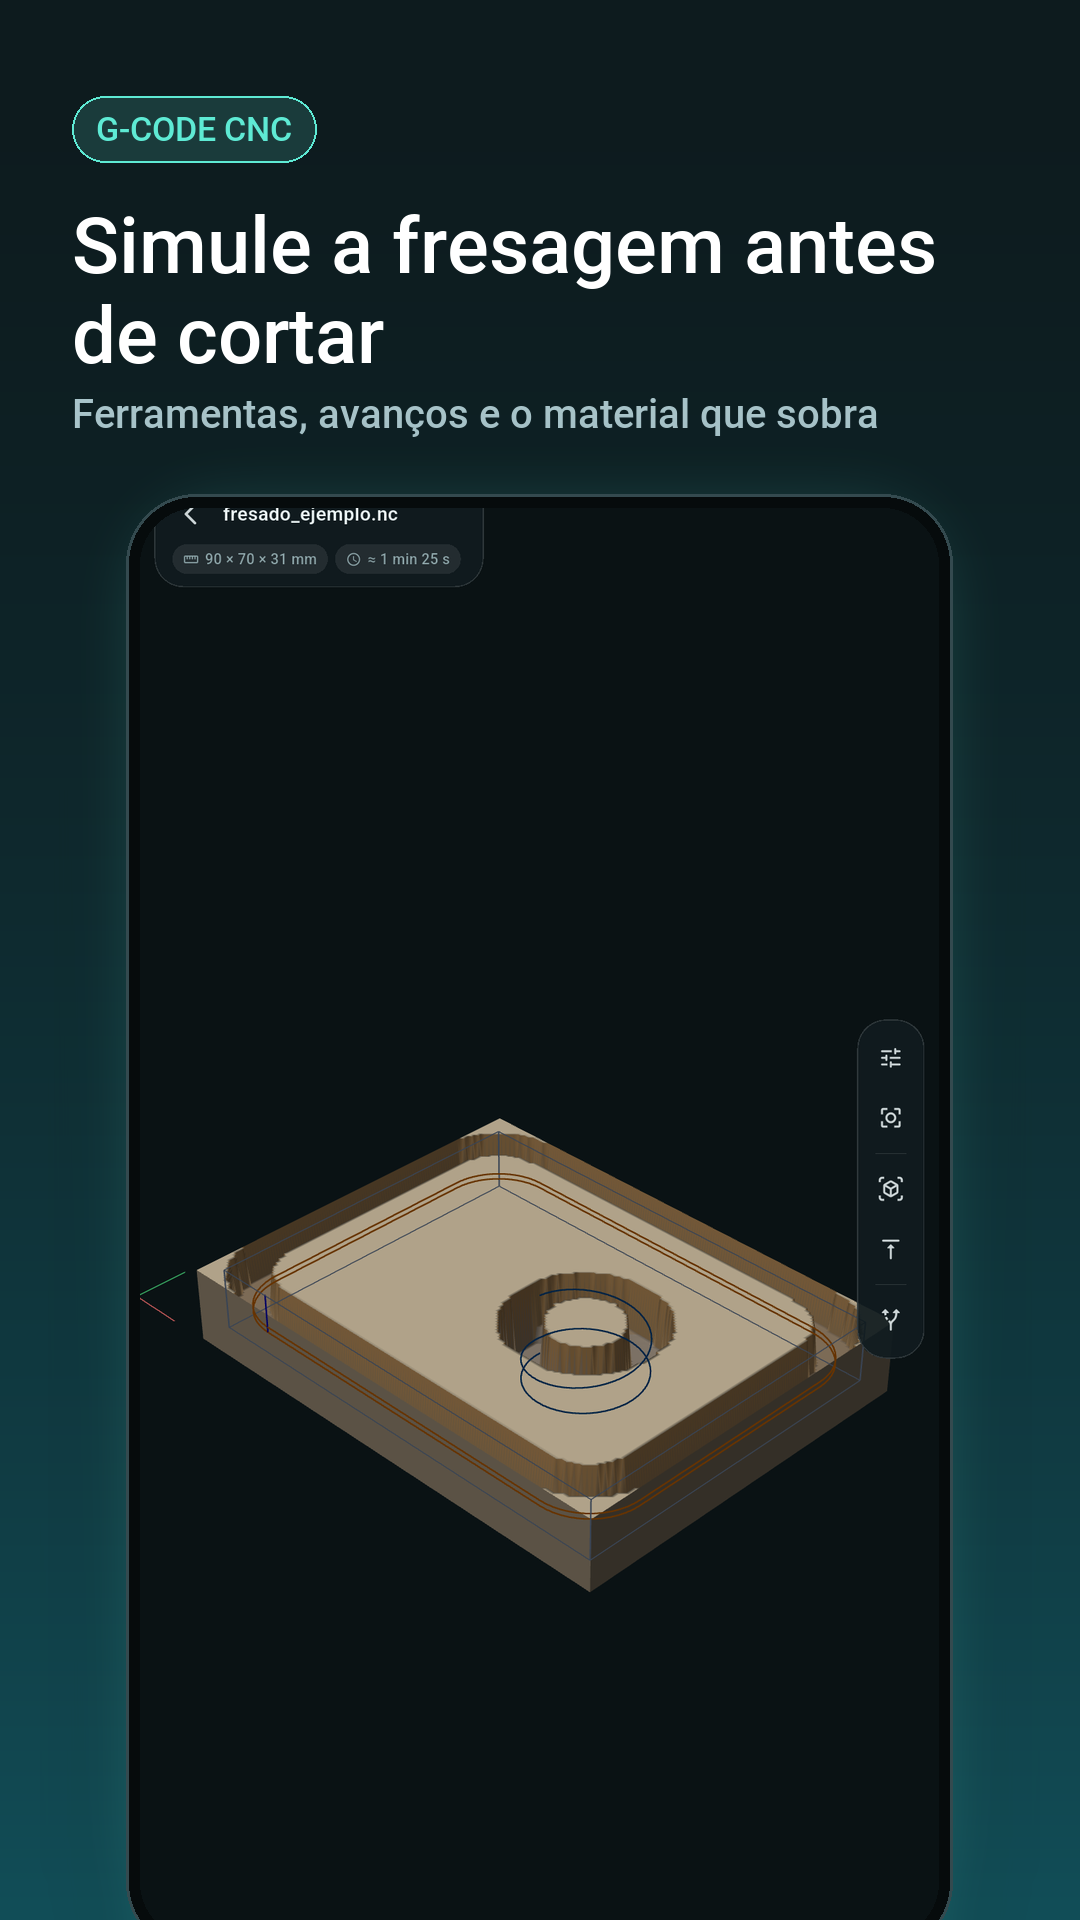 G-CODE CNC
Simule a fresagem antes
de cortar
Ferramentas, avanços e o material que sobra
fresado_ejemplo.nc
90 × 70 × 31 mm
≈ 1 min 25 s